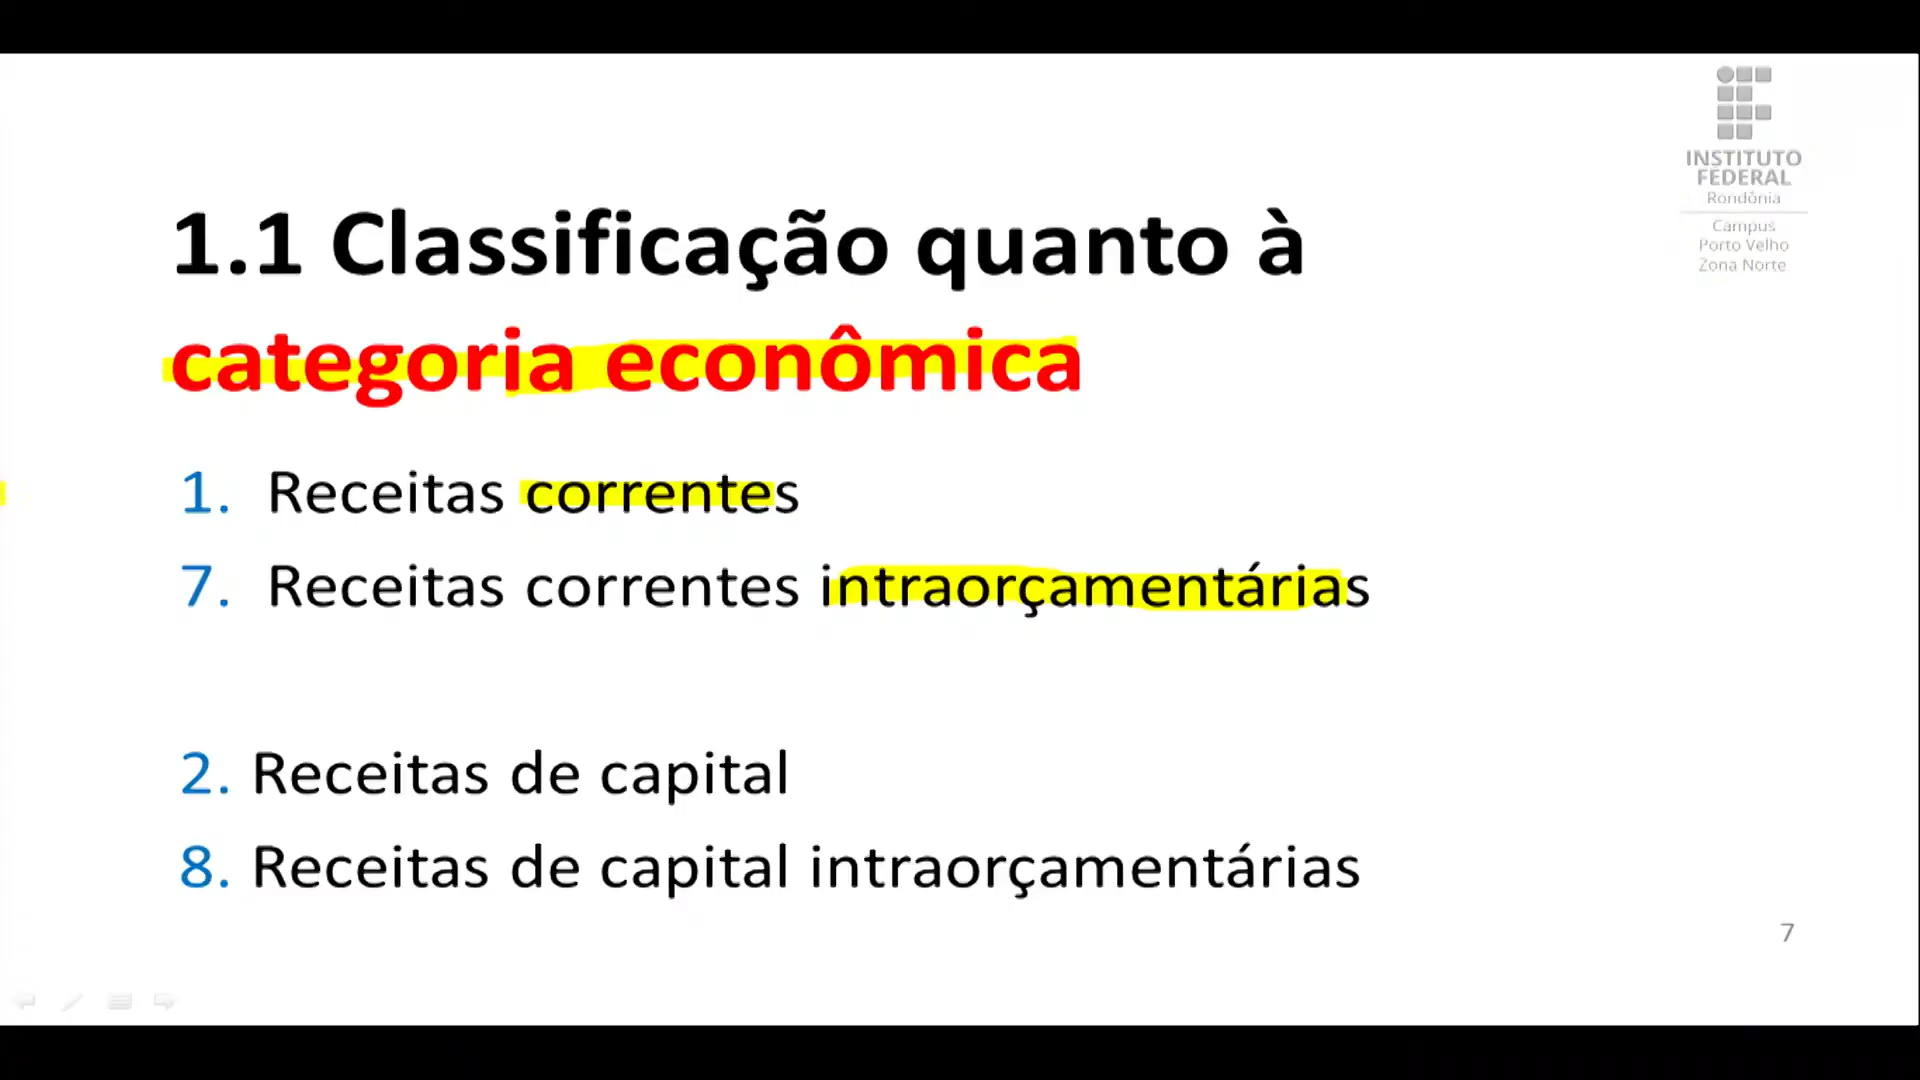 INSTITUTO
FEDERAL
Rondônia
Campus
Porto Velho
Zona Norte
1.1 Classificação quanto à
categoria econômica
1. Receitas correntes
7. Receitas correntes intraorçamentárias
2. Receitas de capital
8. Receitas de capital intraorçamentárias
7